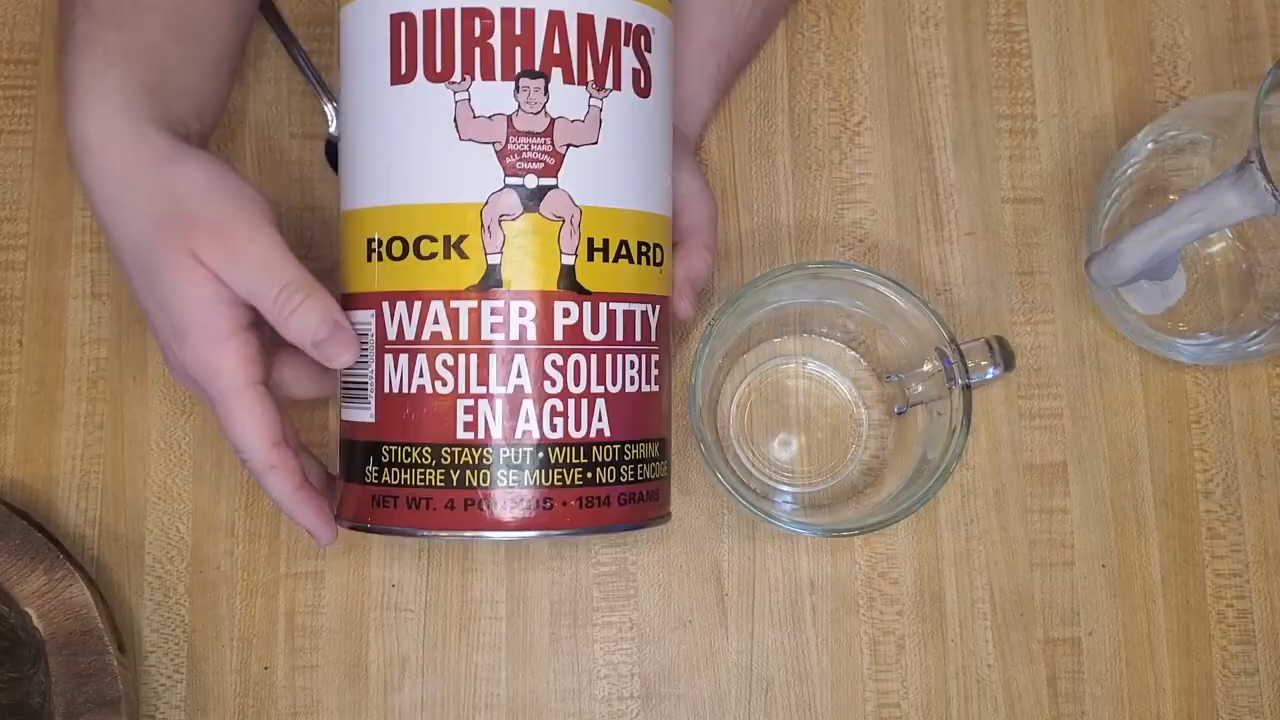 DURHAM'S
DURHAM'S
ROCK HARD
ALL AROUND
CHAMP
ROCK HARD
WATER PUTTY
MASILLA SOLUBLE
EN AGUA
STICKS, STAYS PUT • WILL NOT SHRINK
SE ADHIERE Y NO SE MUEVE • NO SE ENCOGE
NET WT. 4 POUNDS • 1814 GRAMS